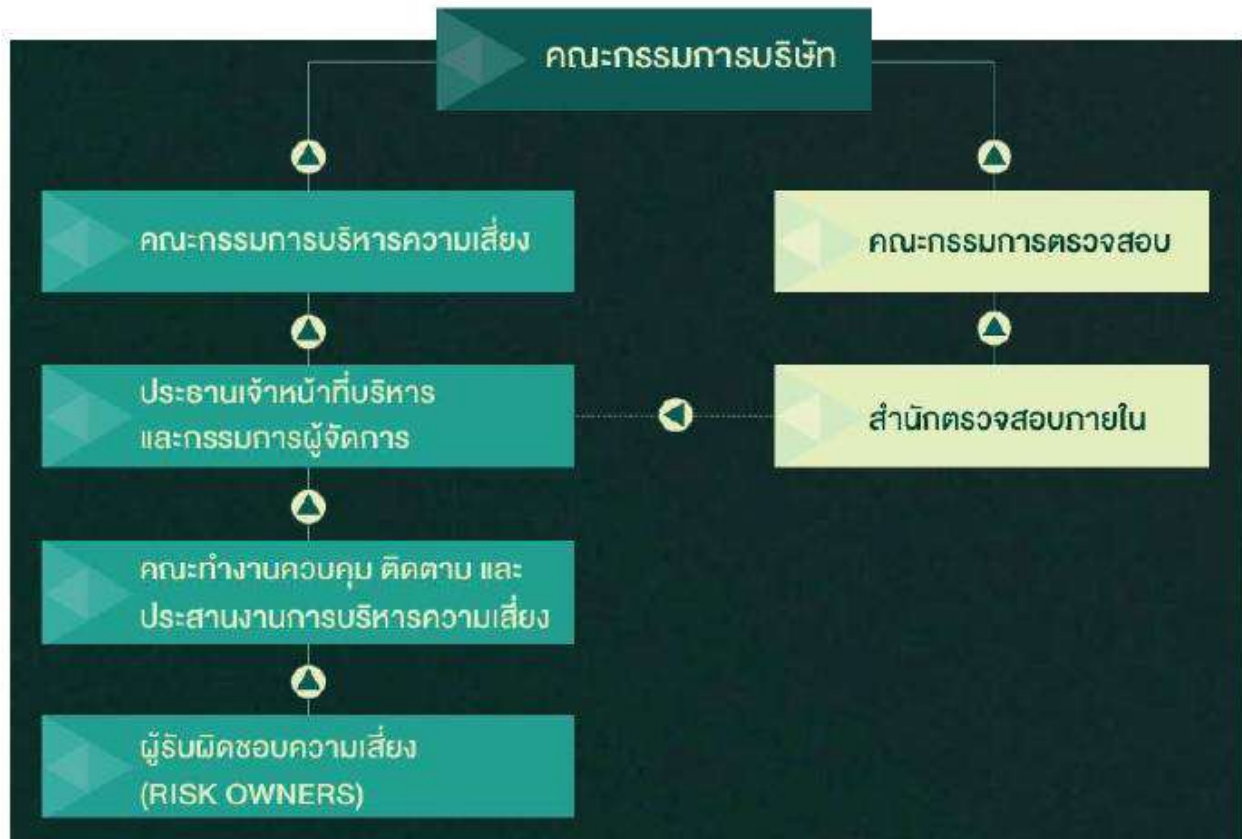 คณะกรรมการบริษัท
คณะกรรมการบริหารความเสี่ยง
คณะกรรมการตรวจสอบ
ประธานเจ้าหน้าที่บริหาร
และกรรมการผู้จัดการ
สำนักตรวจสอบภายใน
คณะทำงานควบคุม ติดตาม และ
ประสานงานการบริหารความเสี่ยง
ผู้รับผิดชอบความเสี่ยง
(RISK OWNERS)